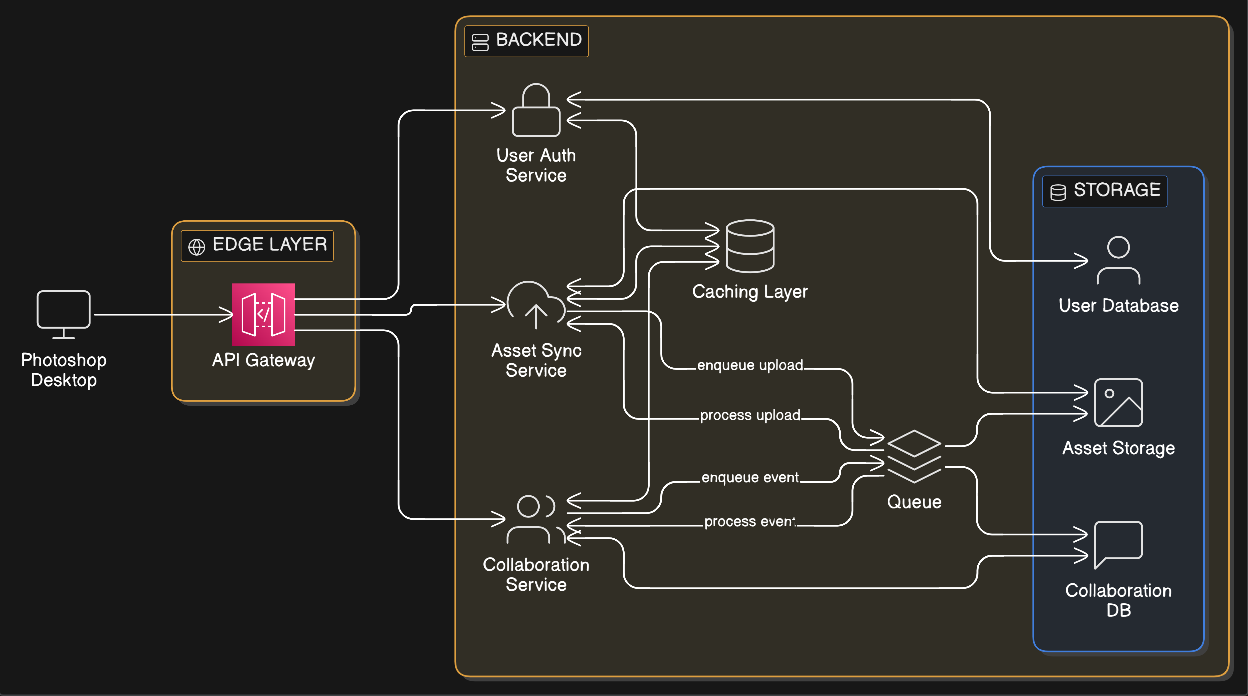 BACKEND
User Auth
Service
STORAGE
EDGE LAYER
Caching Layer
User Database
Photoshop
Desktop
API Gateway
Asset Sync
Service
enqueue upload
process upload
Asset Storage
enqueue event
Queue
process event
Collaboration
Service
Collaboration
DB